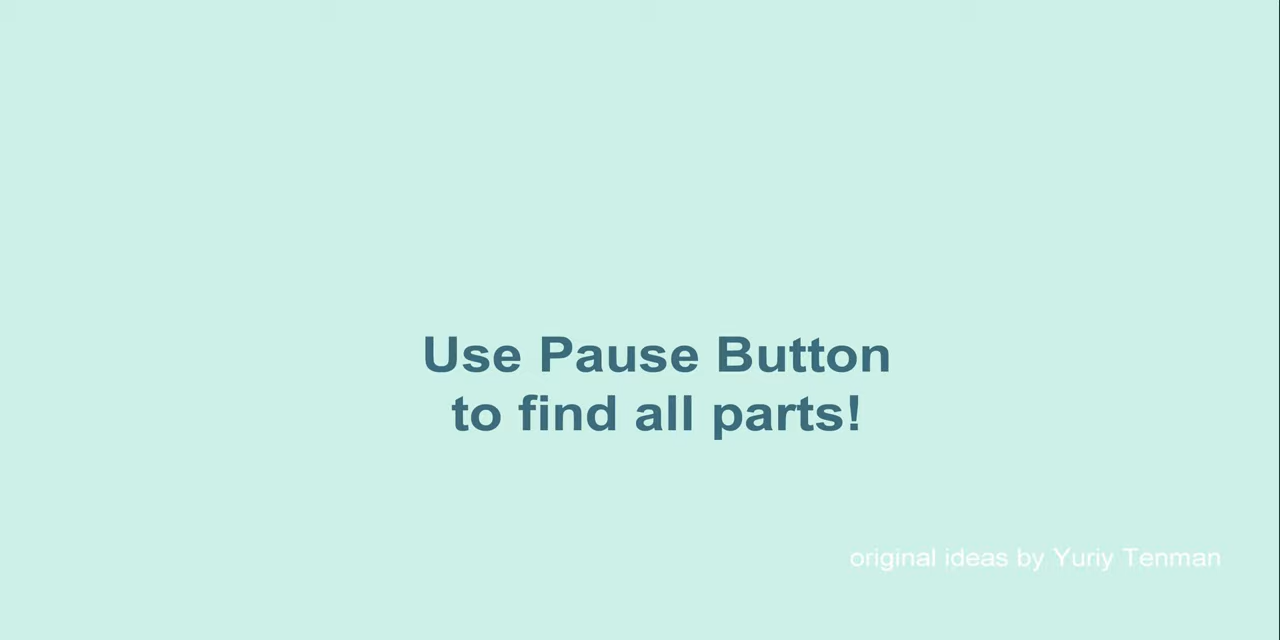 Use Pause Button
to find all parts!
original ideas by Yuriy Tenman